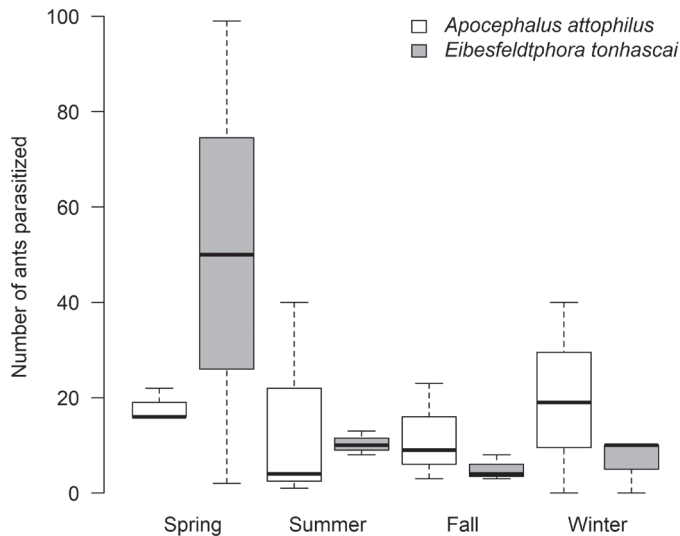 100
80
60
40
20
0
Number of ants parasitized
Apocephalus attophilus
Eibesfeldtphora tonhascai
Spring Summer Fall Winter